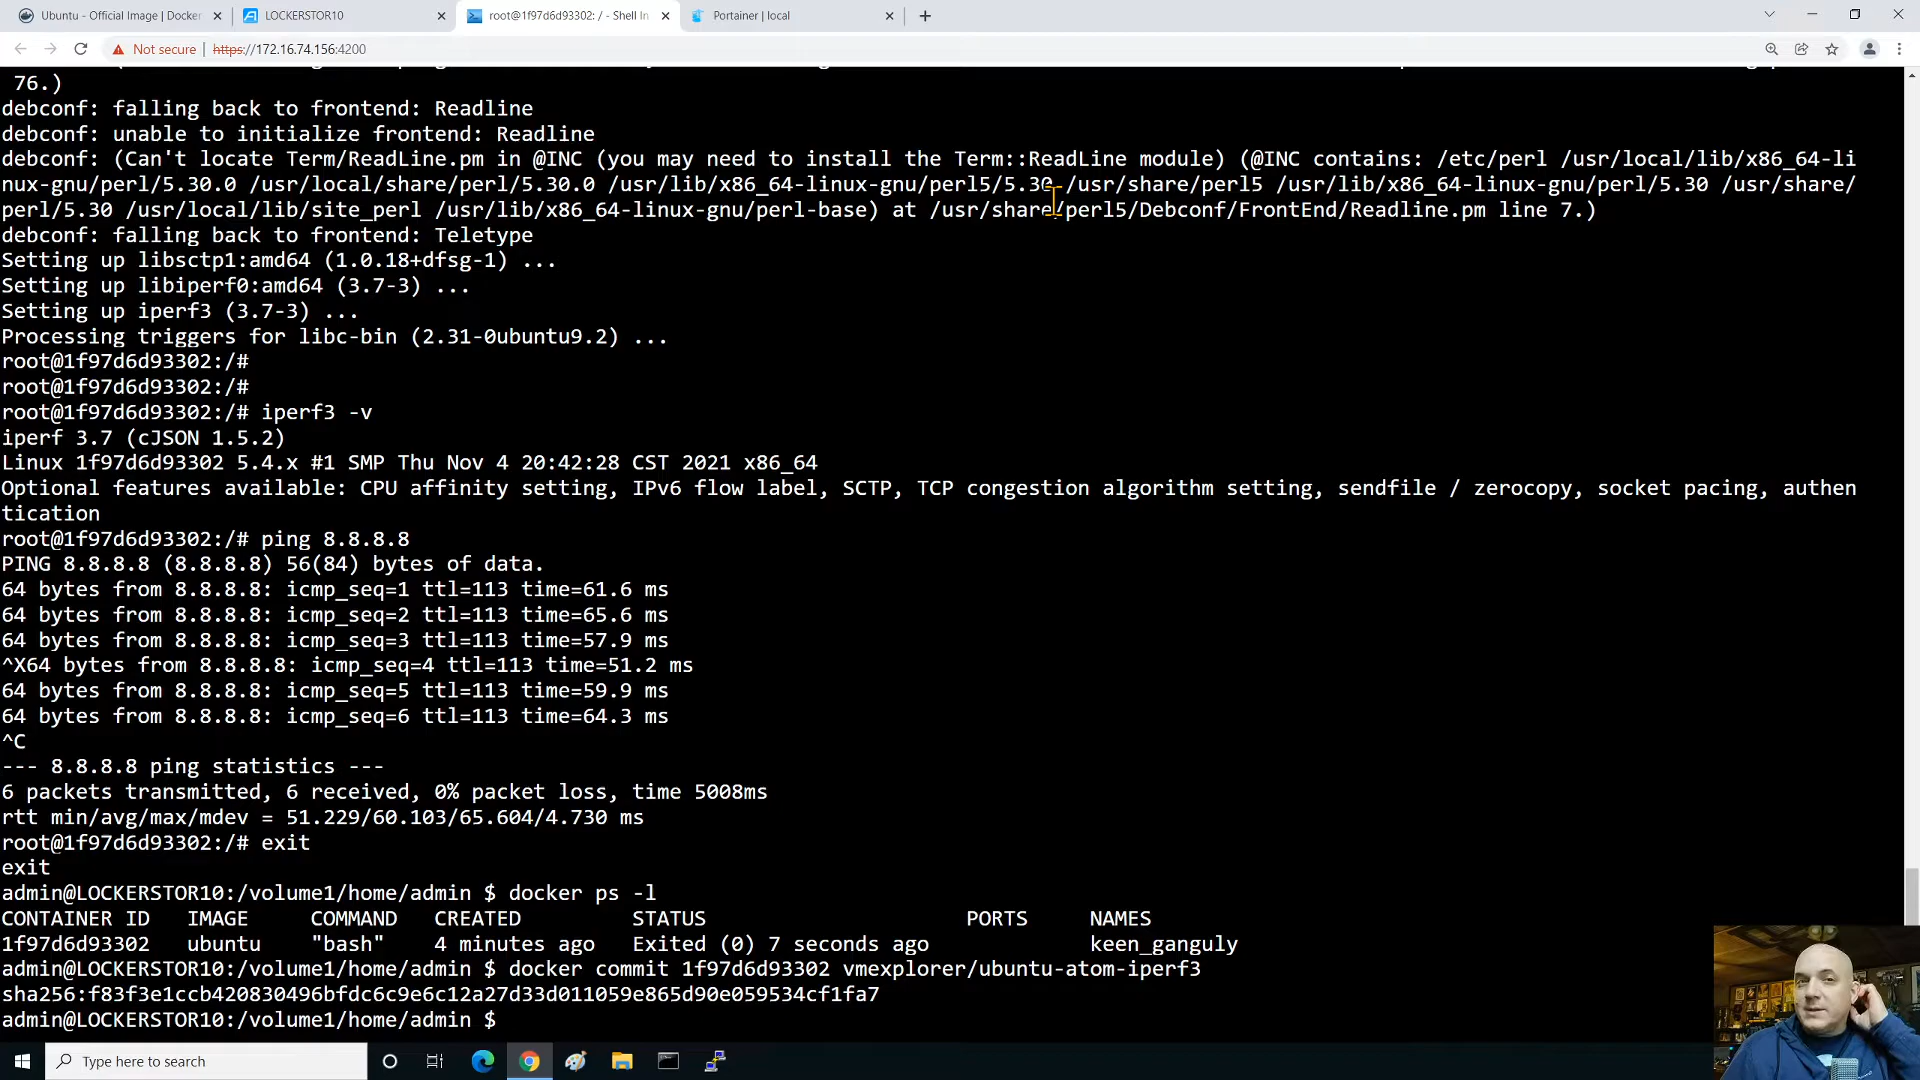 Ubuntu - Official Image | Docker
LOCKERSTOR10
root@1f97d6d93302: / - Shell In
Portainer | local
Not secure | https://172.16.74.156:4200
76.)
debconf: falling back to frontend: Readline
debconf: unable to initialize frontend: Readline
debconf: (Can't locate Term/ReadLine.pm in @INC (you may need to install the Term::ReadLine module) (@INC contains: /etc/perl /usr/local/lib/x86_64-li
nux-gnu/perl/5.30.0 /usr/local/share/perl/5.30.0 /usr/lib/x86_64-linux-gnu/perl5/5.30 /usr/share/perl5 /usr/lib/x86_64-linux-gnu/perl/5.30 /usr/share/
perl/5.30 /usr/local/lib/site_perl /usr/lib/x86_64-linux-gnu/perl-base) at /usr/share/perl5/Debconf/FrontEnd/Readline.pm line 7.)
debconf: falling back to frontend: Teletype
Setting up libsctp1:amd64 (1.0.18+dfsg-1) ...
Setting up libiperf0:amd64 (3.7-3) ...
Setting up iperf3 (3.7-3) ...
Processing triggers for libc-bin (2.31-0ubuntu9.2) ...
root@1f97d6d93302:/#
root@1f97d6d93302:/#
root@1f97d6d93302:/# iperf3 -v
iperf 3.7 (cJSON 1.5.2)
Linux 1f97d6d93302 5.4.x #1 SMP Thu Nov 4 20:42:28 CST 2021 x86_64
Optional features available: CPU affinity setting, IPv6 flow label, SCTP, TCP congestion algorithm setting, sendfile / zerocopy, socket pacing, authen
tication
root@1f97d6d93302:/# ping 8.8.8.8
PING 8.8.8.8 (8.8.8.8) 56(84) bytes of data.
64 bytes from 8.8.8.8: icmp_seq=1 ttl=113 time=61.6 ms
64 bytes from 8.8.8.8: icmp_seq=2 ttl=113 time=65.6 ms
64 bytes from 8.8.8.8: icmp_seq=3 ttl=113 time=57.9 ms
^X64 bytes from 8.8.8.8: icmp_seq=4 ttl=113 time=51.2 ms
64 bytes from 8.8.8.8: icmp_seq=5 ttl=113 time=59.9 ms
64 bytes from 8.8.8.8: icmp_seq=6 ttl=113 time=64.3 ms
^C
--- 8.8.8.8 ping statistics ---
6 packets transmitted, 6 received, 0% packet loss, time 5008ms
rtt min/avg/max/mdev = 51.229/60.103/65.604/4.730 ms
root@1f97d6d93302:/# exit
exit
admin@LOCKERSTOR10:/volume1/home/admin $ docker ps -l
CONTAINER ID   IMAGE   COMMAND   CREATED   STATUS   PORTS   NAMES
1f97d6d93302   ubuntu   "bash"   4 minutes ago   Exited (0) 7 seconds ago   keen_ganguly
admin@LOCKERSTOR10:/volume1/home/admin $ docker commit 1f97d6d93302 vmexplorer/ubuntu-atom-iperf3
sha256:f83f3e1ccb420830496bfdc6c9e6c12a27d33d011059e865d90e059534cf1fa7
admin@LOCKERSTOR10:/volume1/home/admin $
Type here to search